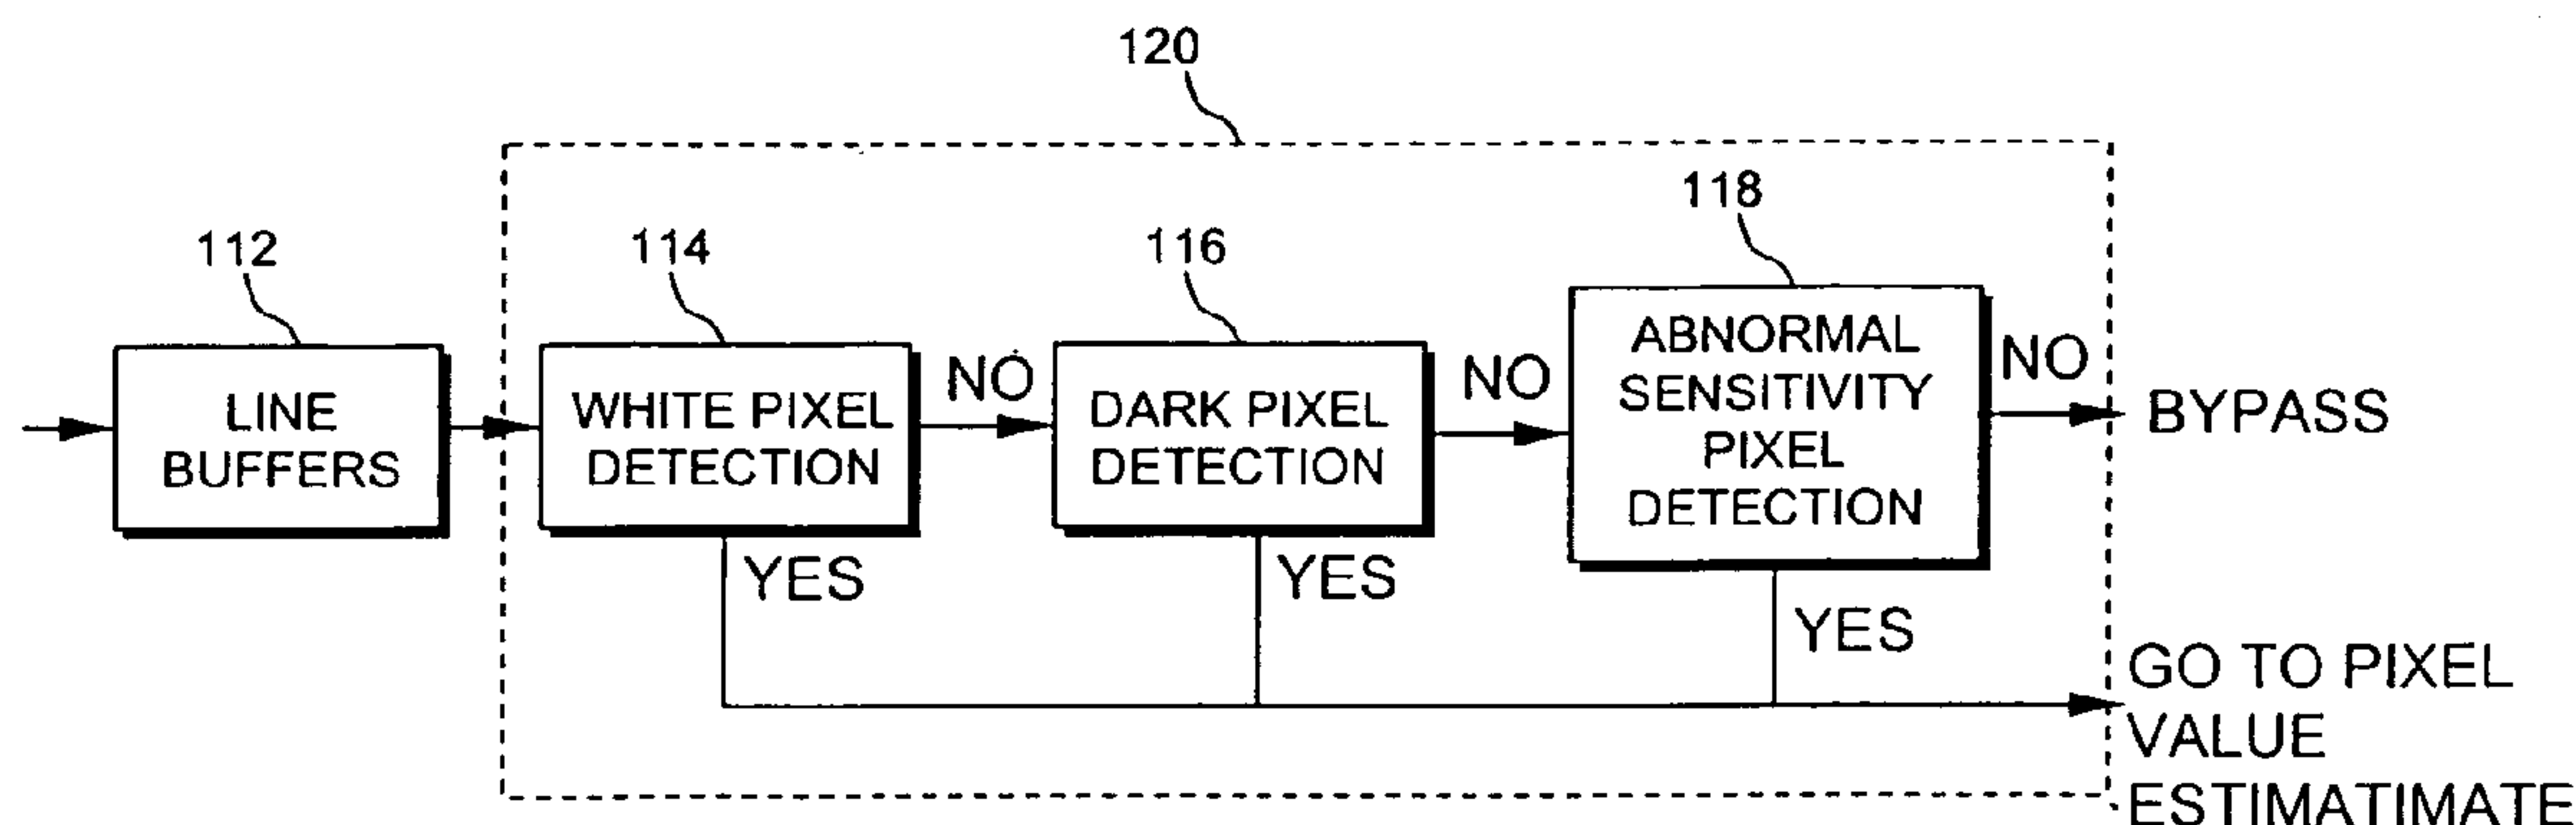 120
118
112
114
116
LINE
BUFFERS
WHITE PIXEL
DETECTION
NO
DARK PIXEL
DETECTION
NO
ABNORMAL
SENSITIVITY
PIXEL
DETECTION
NO
BYPASS
YES
YES
YES
GO TO PIXEL
VALUE
ESTIMATIMATE